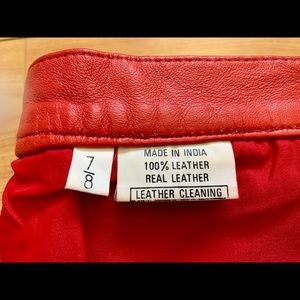 7/8
MADE IN INDIA
100% LEATHER
REAL LEATHER
LEATHER CLEANING